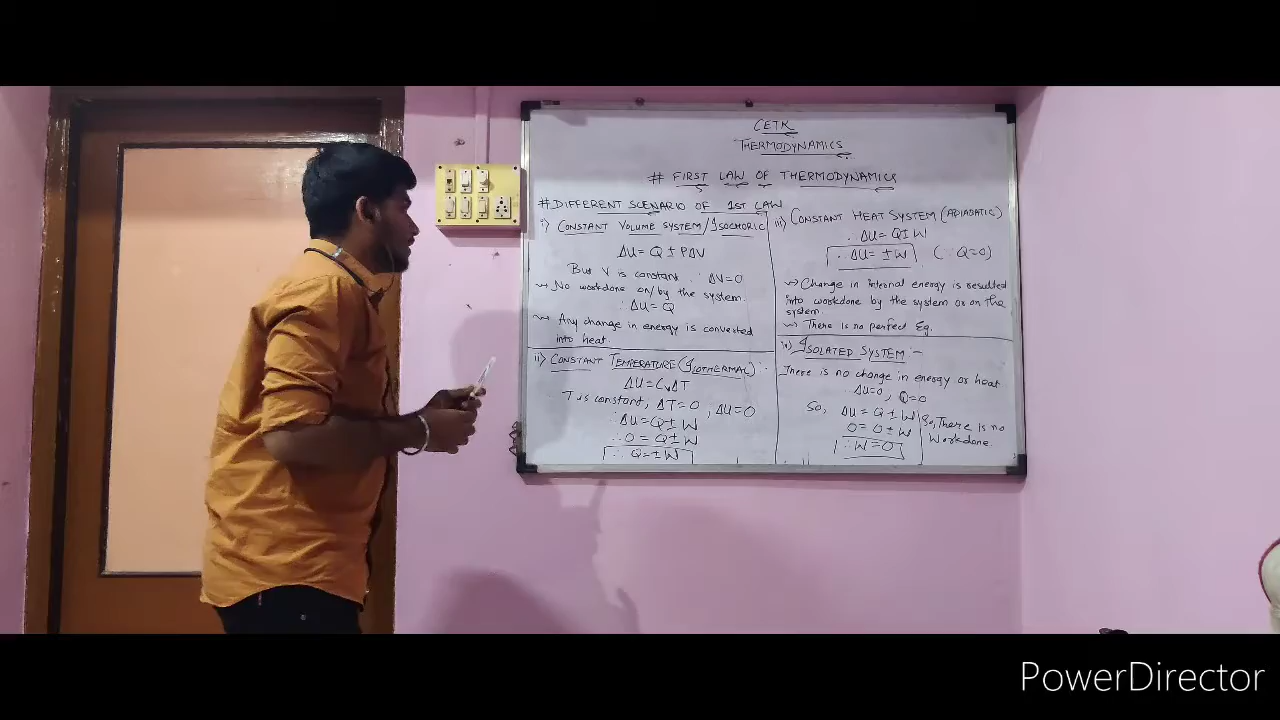 CETK
THERMODYNAMICS
# FIRST LAW OF THERMODYNAMICS
# DIFFERENT SCENARIO OF 1ST LAW
i) CONSTANT VOLUME SYSTEM / ISOCHORIC
ΔU = Q ± PΔV
But V is constant ∴ ΔV=0
No workdone on/by the system.
∴ ΔU = Q
Any change in energy is converted
into heat.
ii) CONSTANT TEMPERATURE (ISOTHERMAL) :-
ΔU = CvΔT
T is constant, ΔT = 0, ΔU=0
∴ ΔU = Q ± W
∴ 0 = Q ± W
∴ Q = ± W
iii) CONSTANT HEAT SYSTEM (ADIABATIC)
∴ ΔU = Q ± W
∴ ΔU = ± W (∵ Q=0)
Change in internal energy is resulted
into workdone by the system or on the
system.
There is no perfect Eg.
iv) ISOLATED SYSTEM :-
There is no change in energy or heat
∴ ΔU=0, Q=0
So, ΔU = Q ± W
0 = 0 ± W
∴ W = 0
So, There is no
Workdone.
PowerDirector